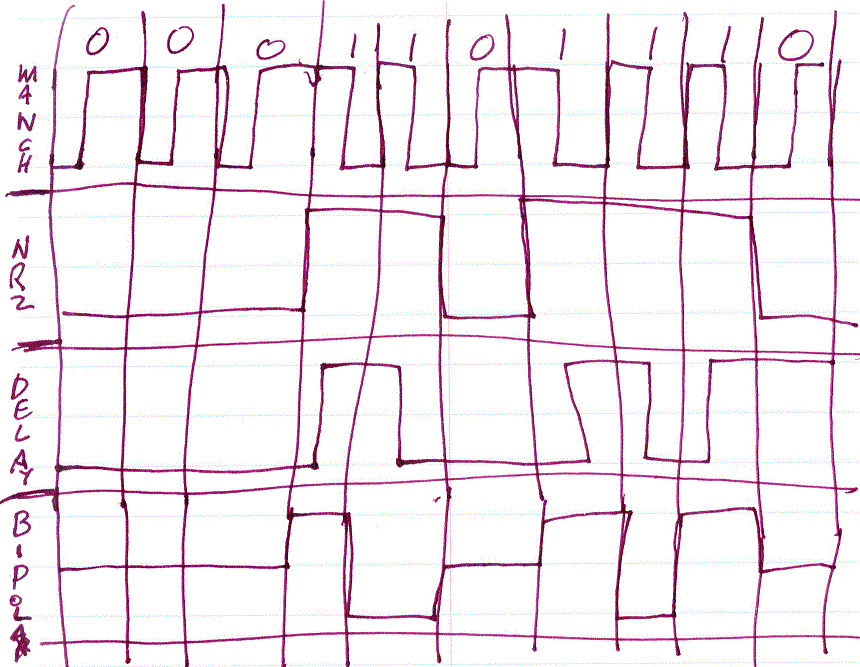 0 0 0 1 1 0 1 1 1 0
MANCH
NRZ
DELAY
BIPOLA